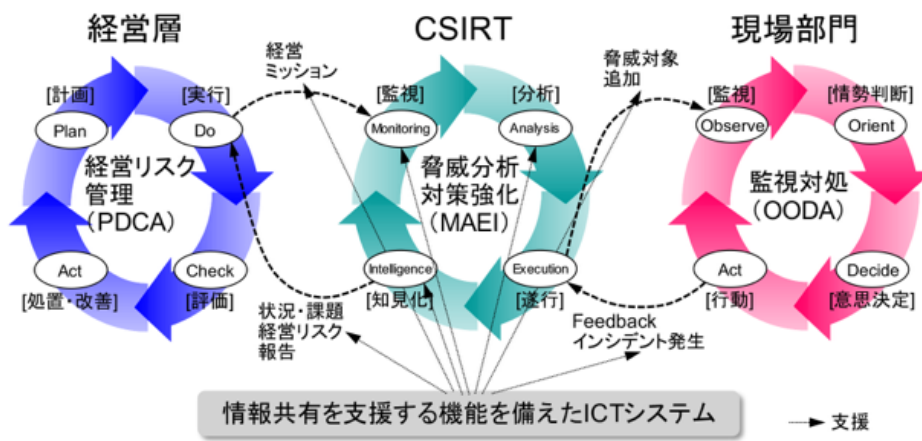 経営層
CSIRT
現場部門
経営
ミッション
脅威対象
追加
[計画]
[実行]
[監視]
[分析]
[監視]
[情勢判断]
Plan
Do
Monitoring
Analysis
Observe
Orient
経営リスク
管理
(PDCA)
脅威分析
対策強化
(MAEI)
監視対処
(OODA)
Act
Check
Intelligence
Execution
Act
Decide
[処置・改善]
[評価]
[知見化]
[遂行]
[行動]
[意思決定]
状況・課題
経営リスク
報告
Feedback
インシデント発生
情報共有を支援する機能を備えたICTシステム
支援